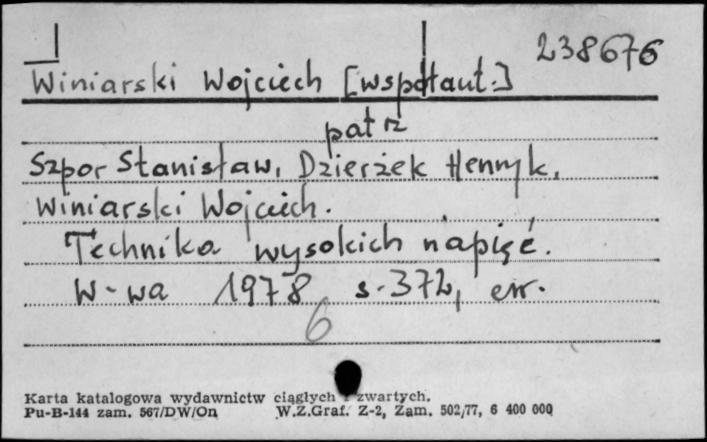 238676
Winiarski Wojciech [współaut.]
patrz
Szpor Stanisław, Dzierżek Henryk,
Winiarski Wojciech.
Technika wysokich napięć.
W-wa 1978 s. 372, err.
6
Karta katalogowa wydawnictw ciągłych i zwartych.
Pu-B-144 zam. 567/DW/On W.Z.Graf. Z-2, Zam. 502/77, 6 400 000